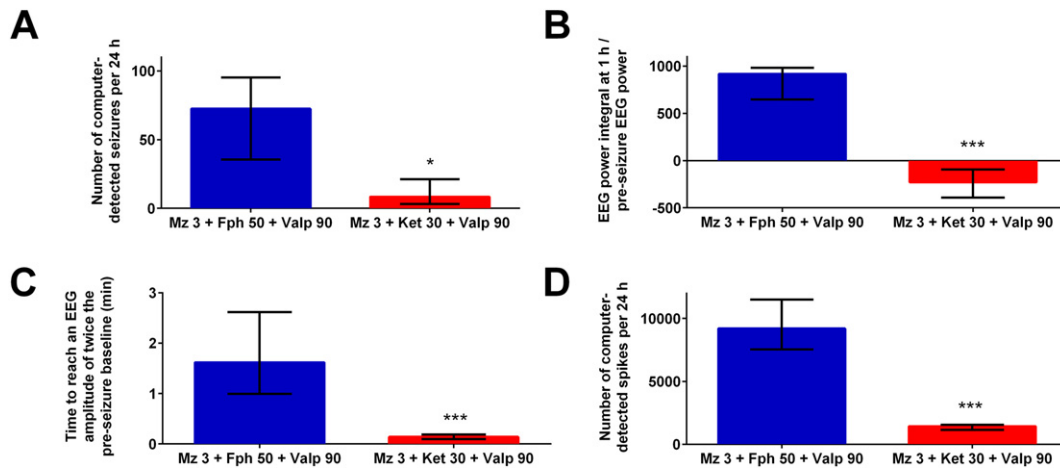 A
Number of computer-
detected seizures per 24 h
100
50
0
*
Mz 3 + Fph 50 + Valp 90
Mz 3 + Ket 30 + Valp 90
B
EEG power integral at 1 h /
pre-seizure EEG power
1000
500
0
-500
***
Mz 3 + Fph 50 + Valp 90
Mz 3 + Ket 30 + Valp 90
C
Time to reach an EEG
amplitude of twice the
pre-seizure baseline (min)
3
2
1
0
***
Mz 3 + Fph 50 + Valp 90
Mz 3 + Ket 30 + Valp 90
D
Number of computer-
detected spikes per 24 h
10000
5000
0
***
Mz 3 + Fph 50 + Valp 90
Mz 3 + Ket 30 + Valp 90